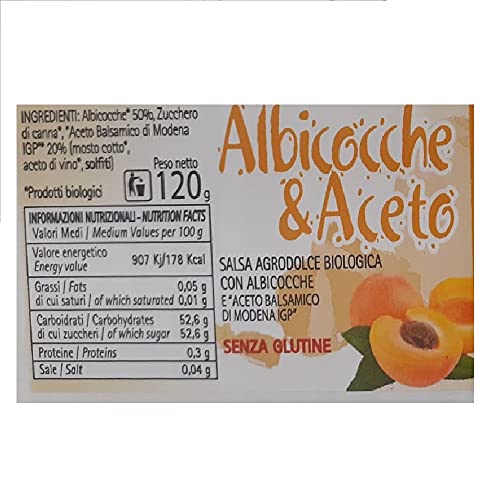 INGREDIENTI: Albicocche* 50%, Zucchero
di canna*, "Aceto Balsamico di Modena
IGP"* 20% (mosto cotto*,
aceto di vino*, solfiti)
*Prodotti biologici
Peso netto
120g
INFORMAZIONI NUTRIZIONALI - NUTRITION FACTS
Valori Medi / Medium Values per 100 g
Valore energetico
Energy value
907 Kj/178 Kcal
Grassi / Fats 0,05 g
di cui saturi / of which saturated 0,01 g
Carboidrati / Carbohydrates 52,6 g
di cui zuccheri / of which sugar 52,6 g
Proteine / Proteins 0,3 g
Sale / Salt 0,04 g
Albicocche
& Aceto
SALSA AGRODOLCE BIOLOGICA
CON ALBICOCCHE
E "ACETO BALSAMICO
DI MODENA IGP"
SENZA GLUTINE